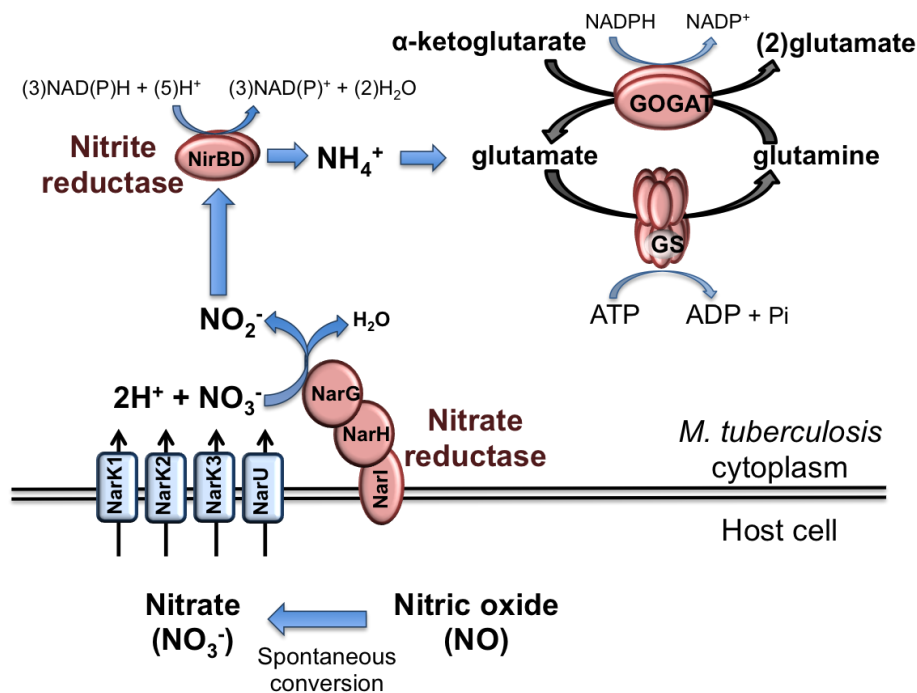 NADPH NADP⁺
α-ketoglutarate (2)glutamate
(3)NAD(P)H + (5)H⁺ (3)NAD(P)⁺ + (2)H₂O
GOGAT
Nitrite
reductase
NirBD
NH₄⁺
glutamate glutamine
GS
ATP ADP + Pi
NO₂⁻
H₂O
2H⁺ + NO₃⁻
NarG
NarH
NarI
Nitrate
reductase
M. tuberculosis
cytoplasm
NarK1
NarK2
NarK3
NarU
Host cell
Nitrate
(NO₃⁻)
Nitric oxide
(NO)
Spontaneous
conversion